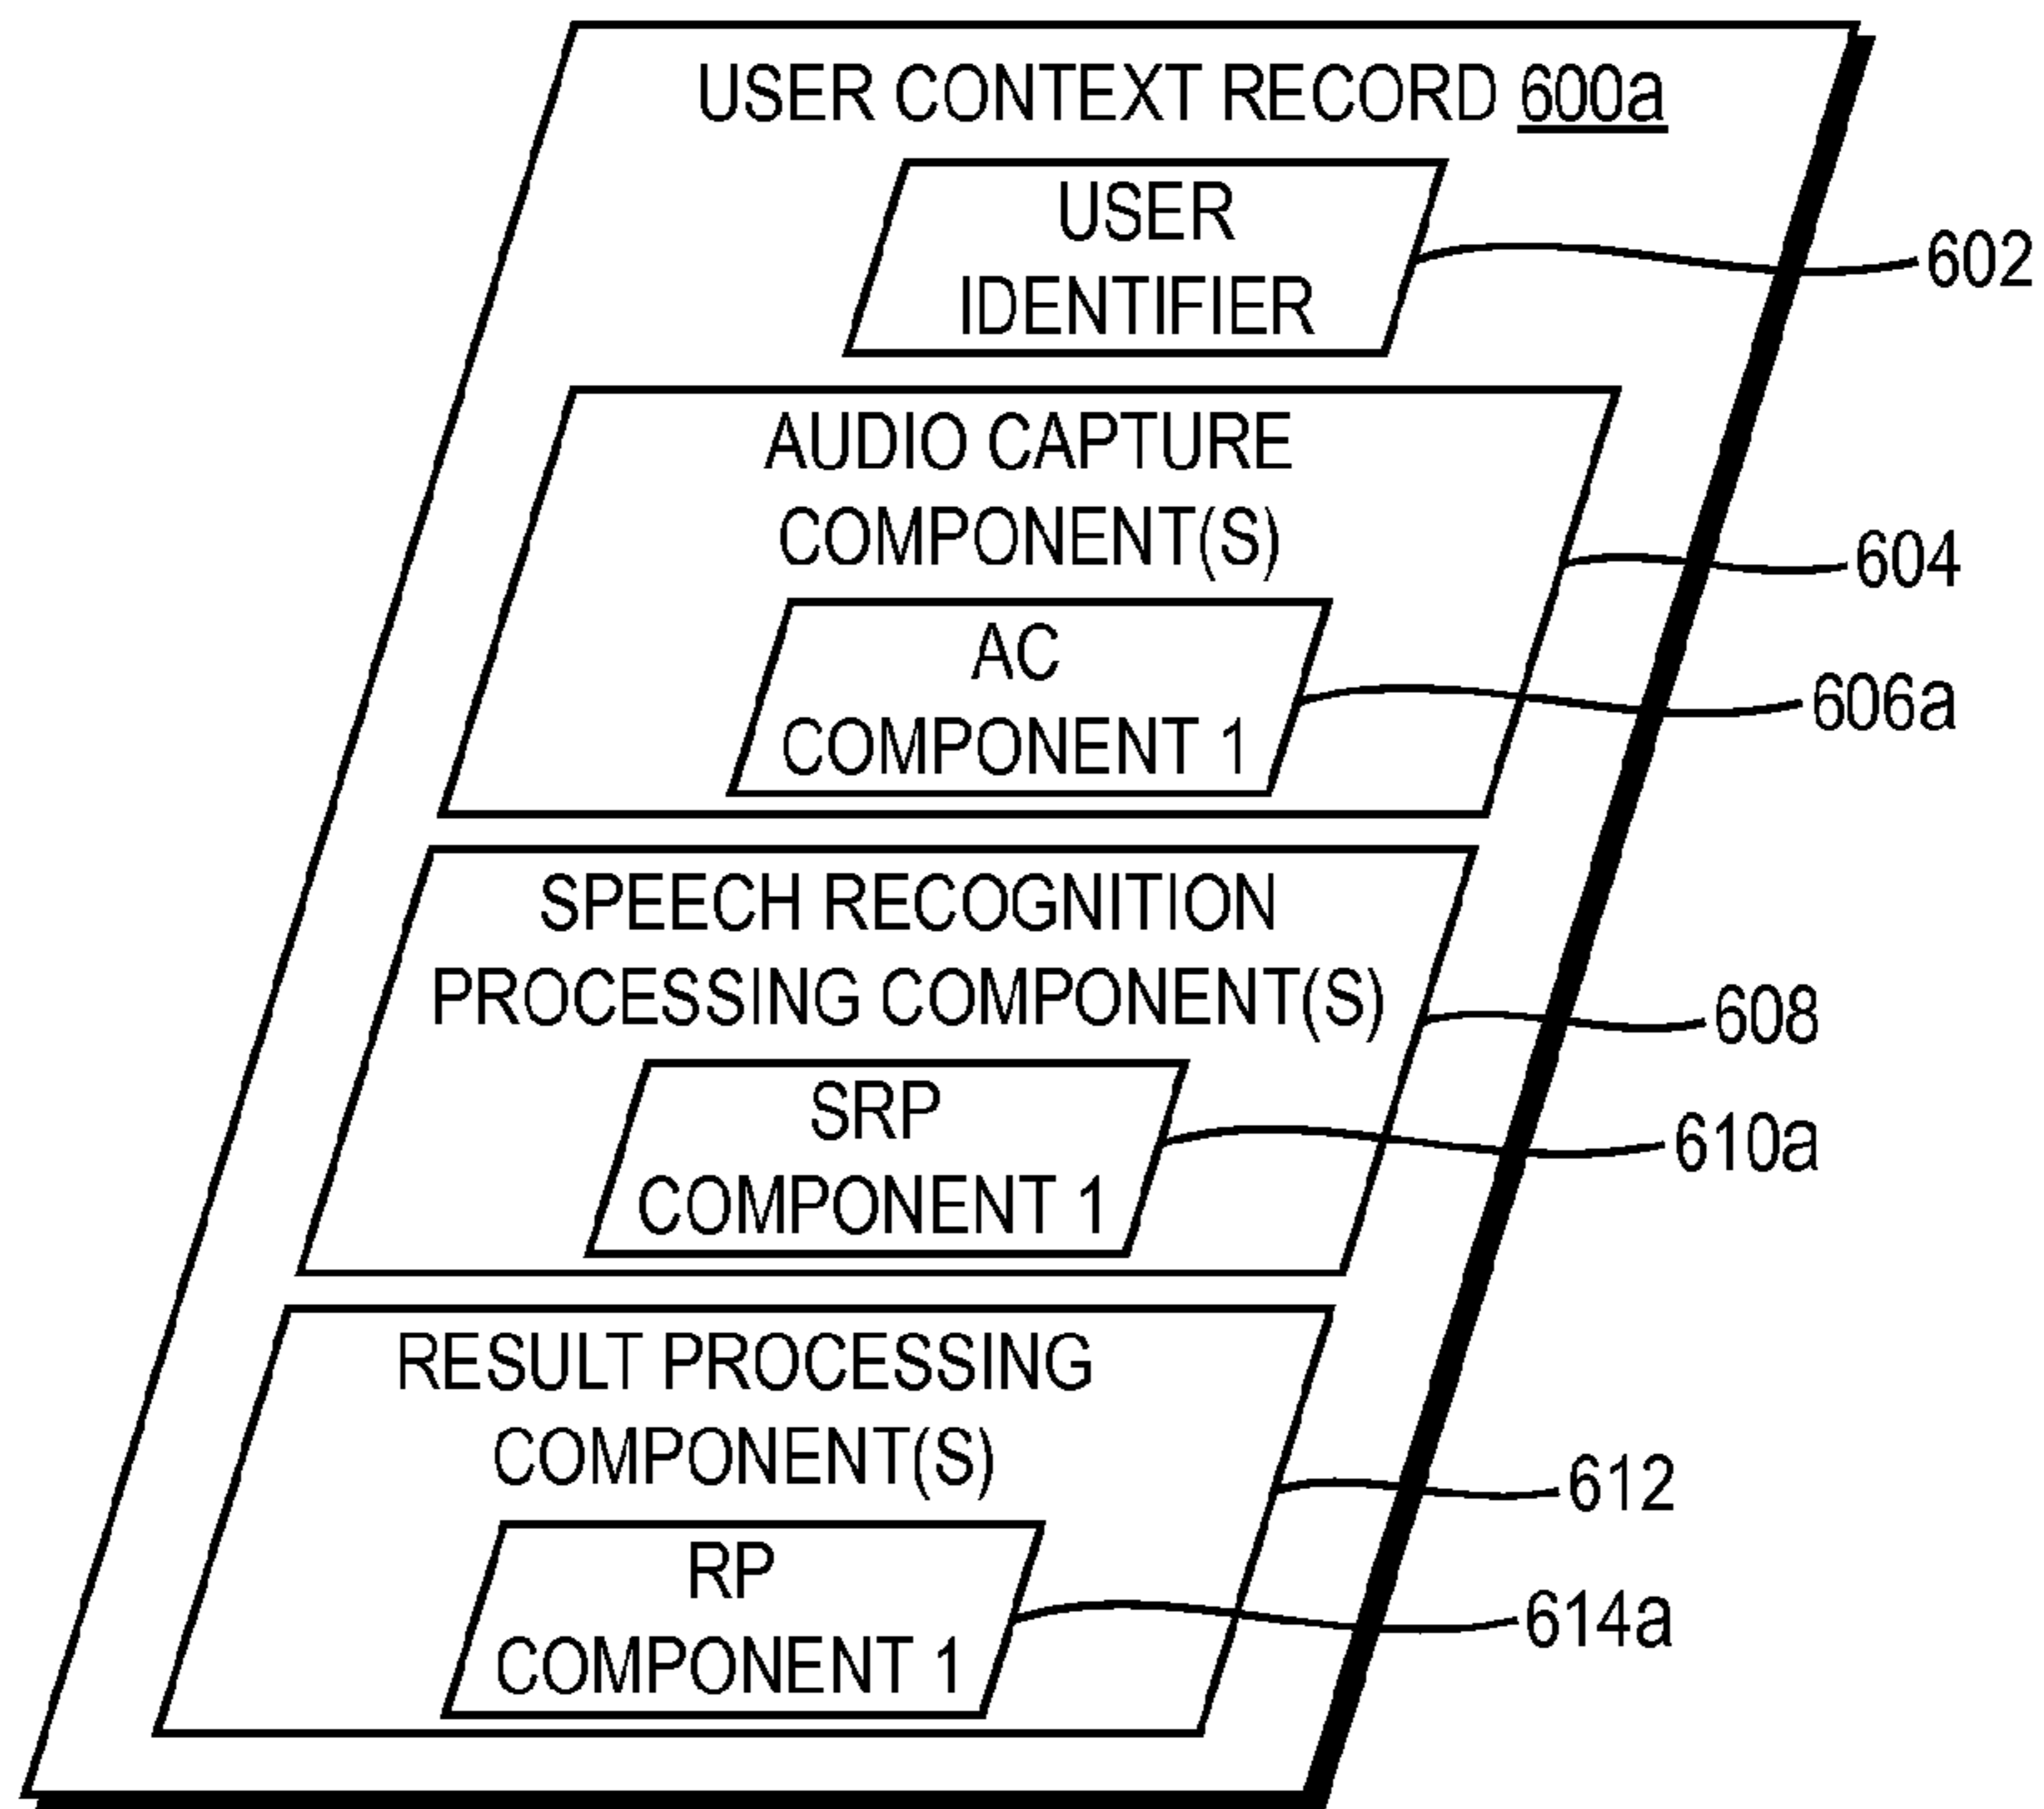 USER CONTEXT RECORD 600a
USER
IDENTIFIER
602
AUDIO CAPTURE
COMPONENT(S)
604
AC
COMPONENT 1
606a
SPEECH RECOGNITION
PROCESSING COMPONENT(S)
608
SRP
COMPONENT 1
610a
RESULT PROCESSING
COMPONENT(S)
612
RP
COMPONENT 1
614a